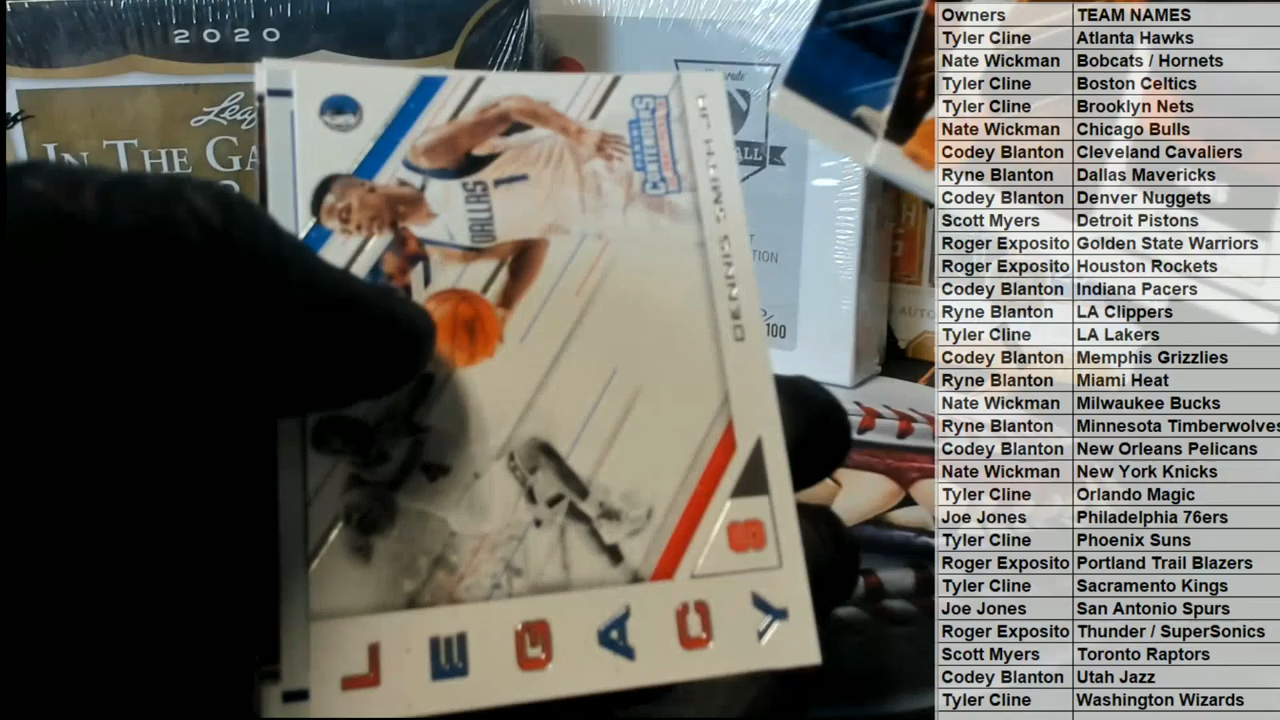 2020
Leaf
IN THE GA
DALLAS
1
PANINI
CONTENDERS
DENNIS SMITH JR
ALL
TION
/100
AUTO
8
LEGACY
Owners TEAM NAMES
Tyler Cline Atlanta Hawks
Nate Wickman Bobcats / Hornets
Tyler Cline Boston Celtics
Tyler Cline Brooklyn Nets
Nate Wickman Chicago Bulls
Codey Blanton Cleveland Cavaliers
Ryne Blanton Dallas Mavericks
Codey Blanton Denver Nuggets
Scott Myers Detroit Pistons
Roger Exposito Golden State Warriors
Roger Exposito Houston Rockets
Codey Blanton Indiana Pacers
Ryne Blanton LA Clippers
Tyler Cline LA Lakers
Codey Blanton Memphis Grizzlies
Ryne Blanton Miami Heat
Nate Wickman Milwaukee Bucks
Ryne Blanton Minnesota Timberwolves
Codey Blanton New Orleans Pelicans
Nate Wickman New York Knicks
Tyler Cline Orlando Magic
Joe Jones Philadelphia 76ers
Tyler Cline Phoenix Suns
Roger Exposito Portland Trail Blazers
Tyler Cline Sacramento Kings
Joe Jones San Antonio Spurs
Roger Exposito Thunder / SuperSonics
Scott Myers Toronto Raptors
Codey Blanton Utah Jazz
Tyler Cline Washington Wizards